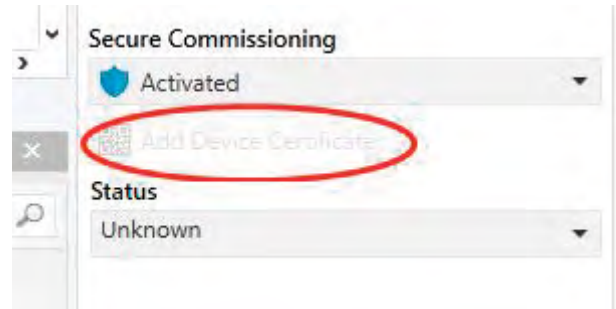 Secure Commissioning
Activated
Add Device Certificate
Status
Unknown